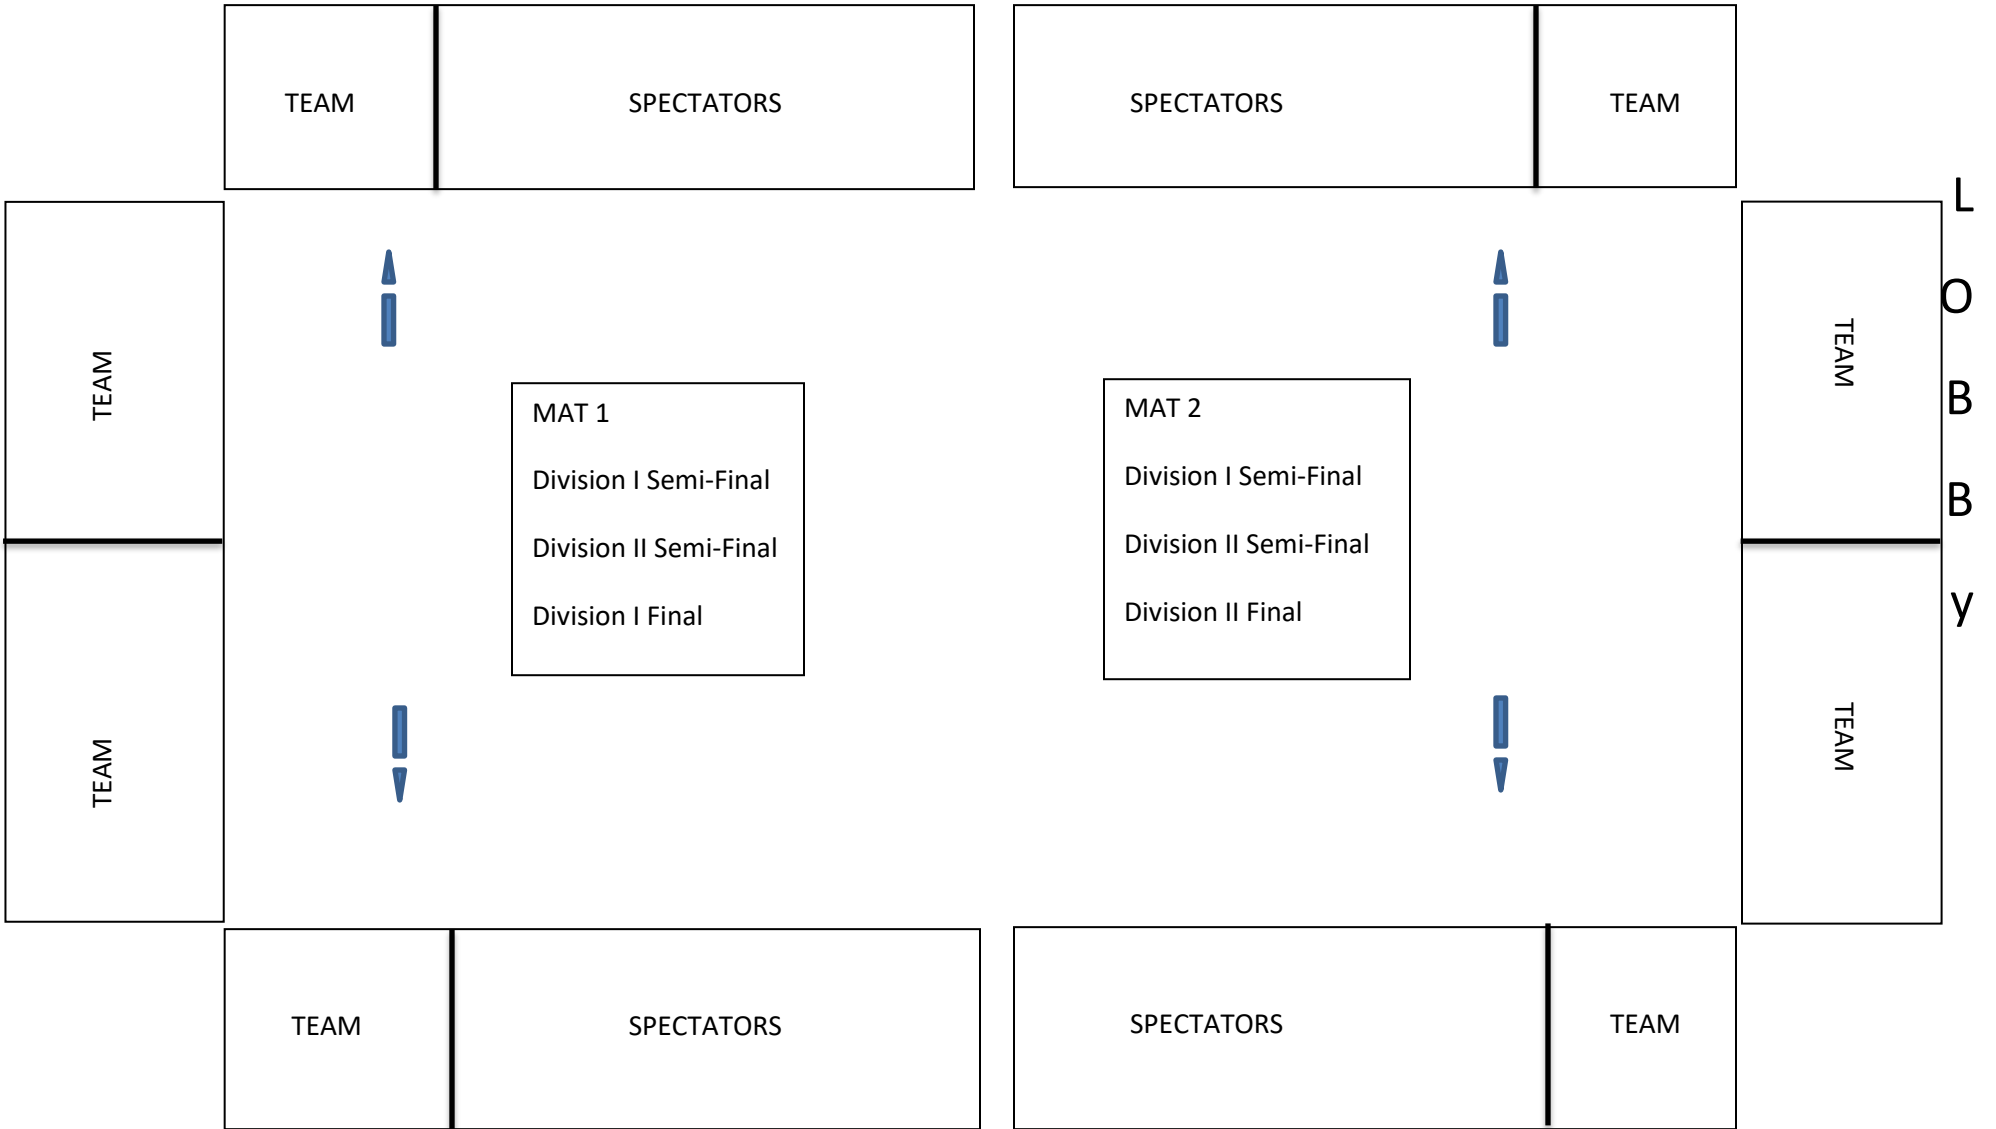 TEAM
SPECTATORS
SPECTATORS
TEAM
L
O
B
B
y
TEAM
TEAM
MAT 1
Division I Semi-Final
Division II Semi-Final
Division I Final
MAT 2
Division I Semi-Final
Division II Semi-Final
Division II Final
TEAM
TEAM
TEAM
SPECTATORS
SPECTATORS
TEAM